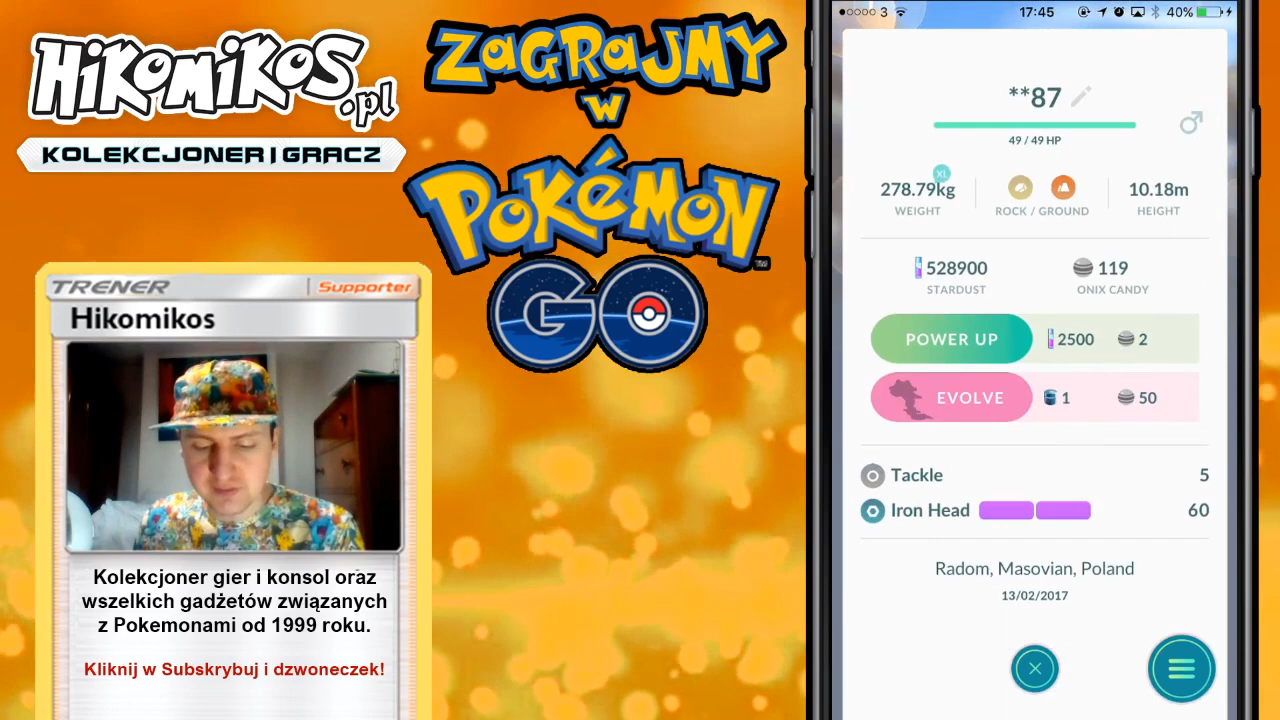 HiKOMiKOS
.pl
KOLEKCJONER I GRACZ
ZAGRAJMY
W
POKÉMON
TM
GO
TRENER
Supporter
Hikomikos
Kolekcjoner gier i konsol oraz
wszelkich gadżetów związanych
z Pokemonami od 1999 roku.
Kliknij w Subskrybuj i dzwoneczek!
3
17:45
40%
**87
49 / 49 HP
XL
278.79kg
WEIGHT
ROCK / GROUND
10.18m
HEIGHT
528900
STARDUST
119
ONIX CANDY
POWER UP
2500
2
EVOLVE
1
50
Tackle
5
Iron Head
60
Radom, Masovian, Poland
13/02/2017